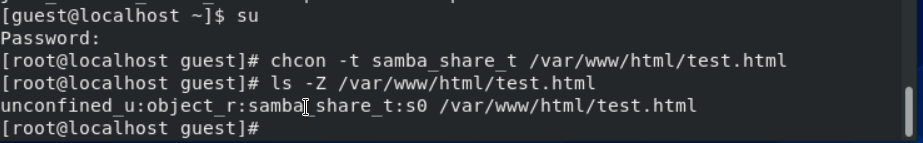 [guest@localhost ~]$ su
Password:
[root@localhost guest]# chcon -t samba_share_t /var/www/html/test.html
[root@localhost guest]# ls -Z /var/www/html/test.html
unconfined_u:object_r:samba_share_t:s0 /var/www/html/test.html
[root@localhost guest]#